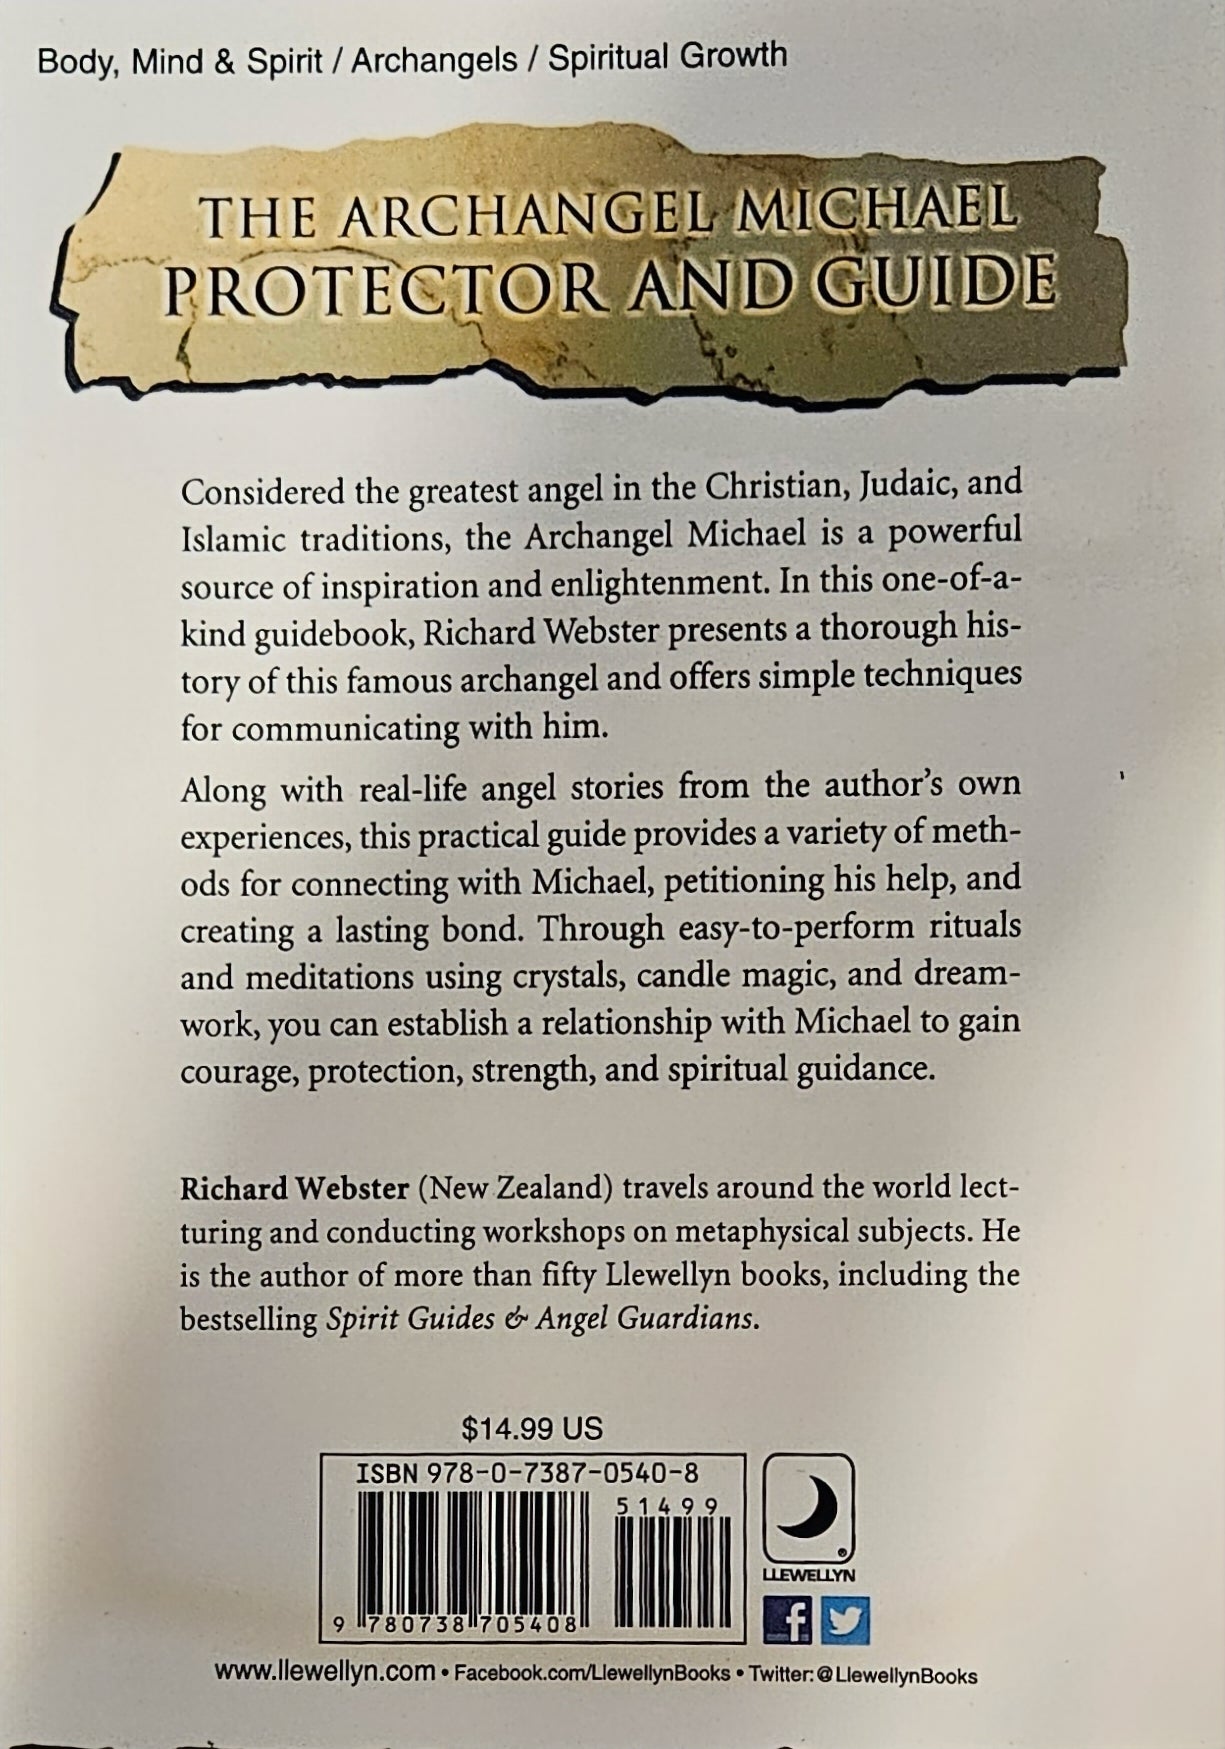 Body, Mind & Spirit / Archangels / Spiritual Growth
THE ARCHANGEL MICHAEL
PROTECTOR AND GUIDE
Considered the greatest angel in the Christian, Judaic, and
Islamic traditions, the Archangel Michael is a powerful
source of inspiration and enlightenment. In this one-of-a-
kind guidebook, Richard Webster presents a thorough his-
tory of this famous archangel and offers simple techniques
for communicating with him.
Along with real-life angel stories from the author's own
experiences, this practical guide provides a variety of meth-
ods for connecting with Michael, petitioning his help, and
creating a lasting bond. Through easy-to-perform rituals
and meditations using crystals, candle magic, and dream-
work, you can establish a relationship with Michael to gain
courage, protection, strength, and spiritual guidance.
Richard Webster (New Zealand) travels around the world lect-
turing and conducting workshops on metaphysical subjects. He
is the author of more than fifty Llewellyn books, including the
bestselling Spirit Guides & Angel Guardians.
$14.99 US
ISBN 978-0-7387-0540-8
51499
9 780738 705408
®
LLEWELLYN
www.llewellyn.com • Facebook.com/LlewellynBooks • Twitter: @LlewellynBooks